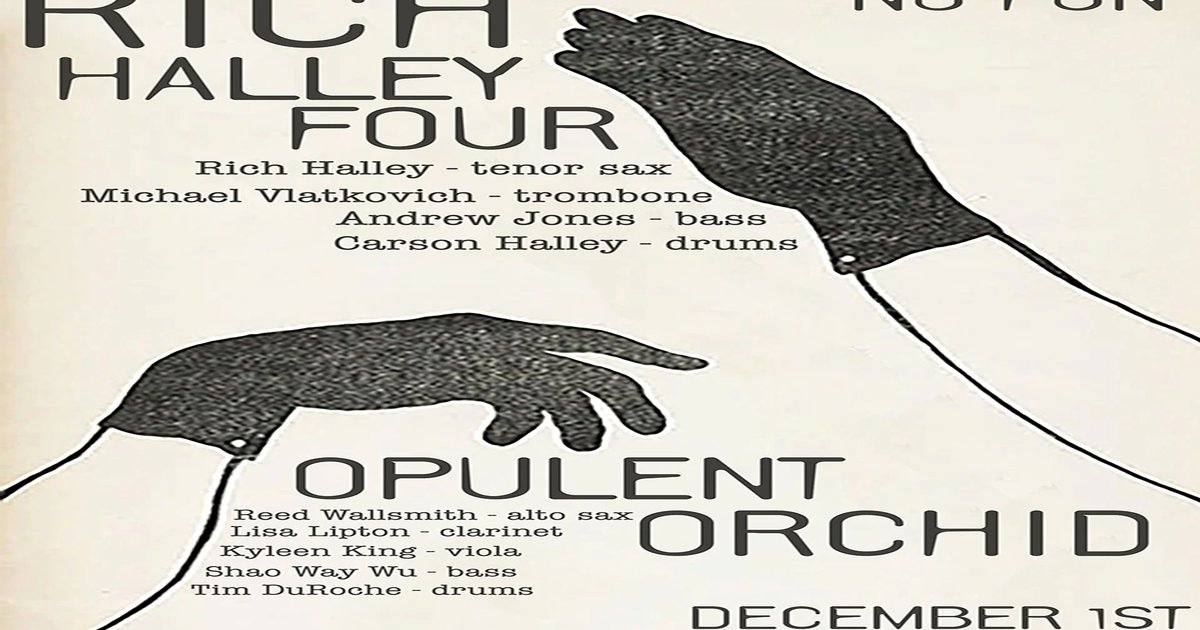 RICH
HALLEY
FOUR
Rich Halley - tenor sax
Michael Vlatkovich - trombone
Andrew Jones - bass
Carson Halley - drums
OPULENT
ORCHID
Reed Wallsmith - alto sax
Lisa Lipton - clarinet
Kyleen King - viola
Shao Way Wu - bass
Tim DuRoche - drums
DECEMBER 1ST